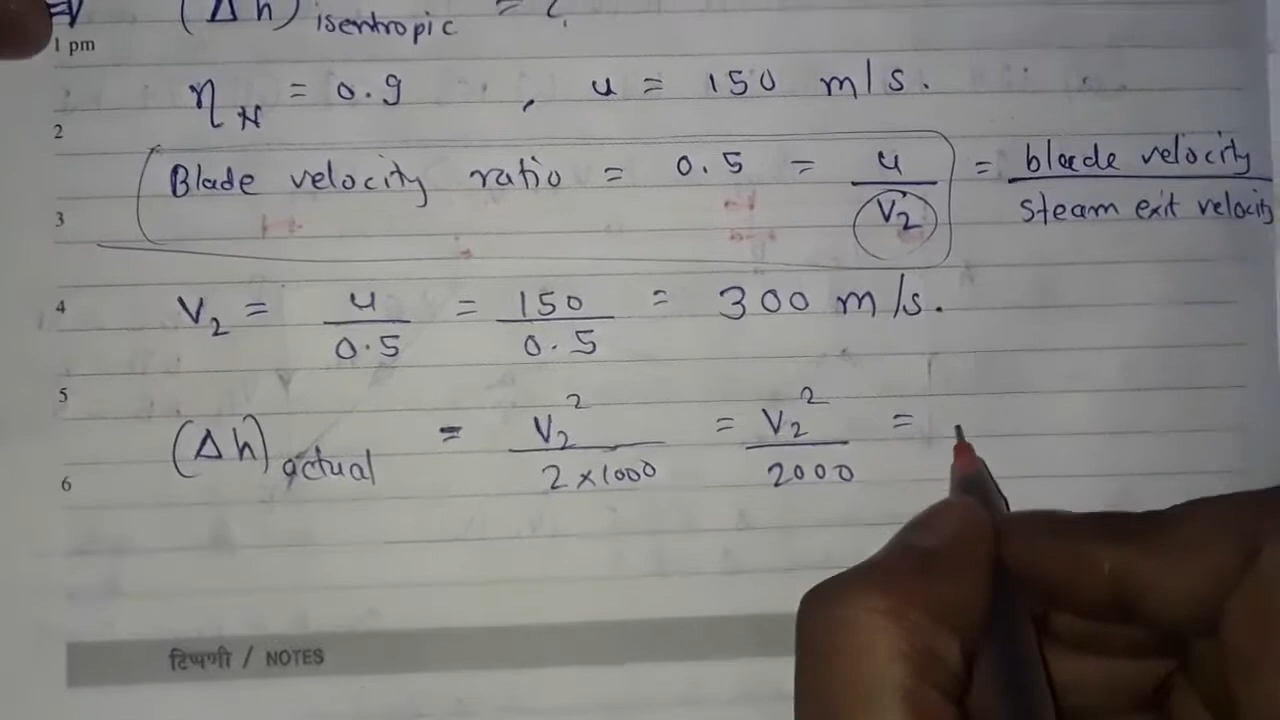 (Δh) isentropic = ?
1 pm
η_N = 0.9 , u = 150 m/s.
2
Blade velocity ratio = 0.5 = u / V₂ = blade velocity / steam exit velocity
3
4
V₂ = u / 0.5 = 150 / 0.5 = 300 m/s.
5
(Δh) actual = V₂² / 2×1000 = V₂² / 2000 =
6
टिप्पणी / NOTES